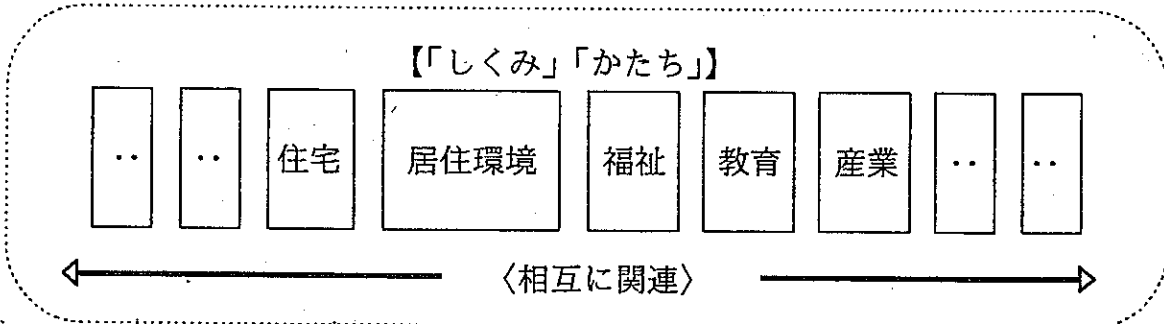 【「しくみ」「かたち」】
‥ ‥ 住宅 居住環境 福祉 教育 産業 ‥ ‥
〈相互に関連〉